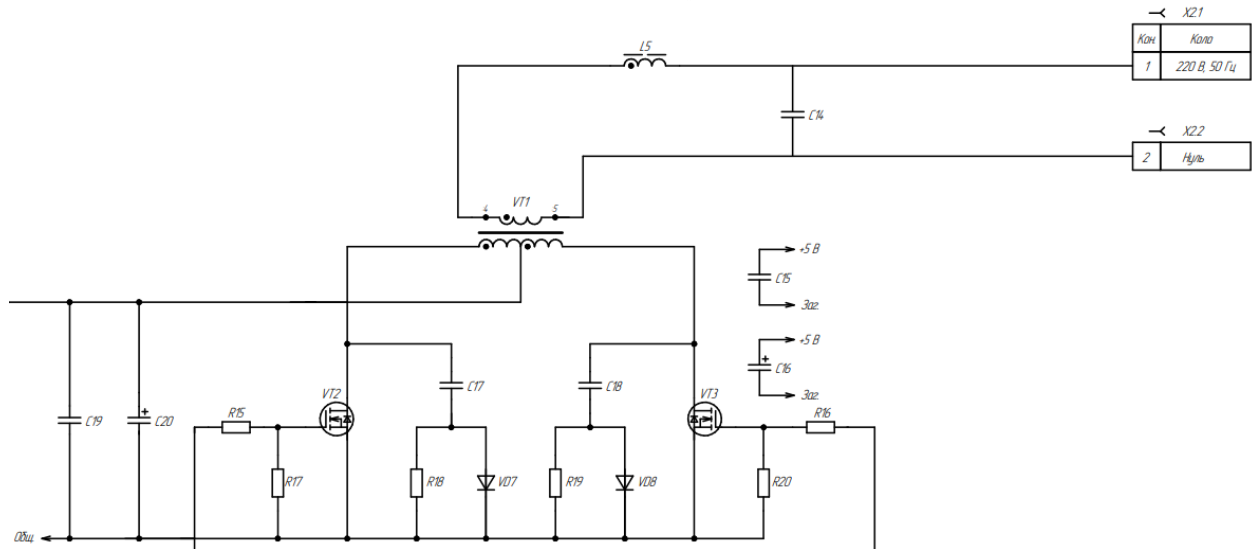 X2.1
Кон. Коло
1 220 В, 50 Гц
L5
C14
X2.2
2 Нуль
VT1
4 5
+5 В
C15
Заг.
+5 В
C16
Заг.
C17
C18
VT2
VT3
R15
R16
C19
C20
R17
R18
VD7
R19
VD8
R20
Общ.
+
+